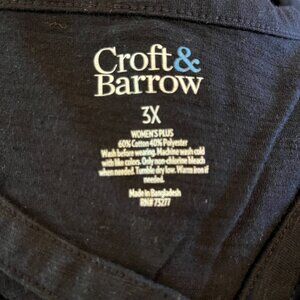 Croft&
Barrow
3X
WOMEN'S PLUS
60% Cotton 40% Polyester
Wash before wearing. Machine wash cold
with like colors. Only non-chlorine bleach
when needed. Tumble dry low. Warm iron if
needed.
Made in Bangladesh
RN# 73277